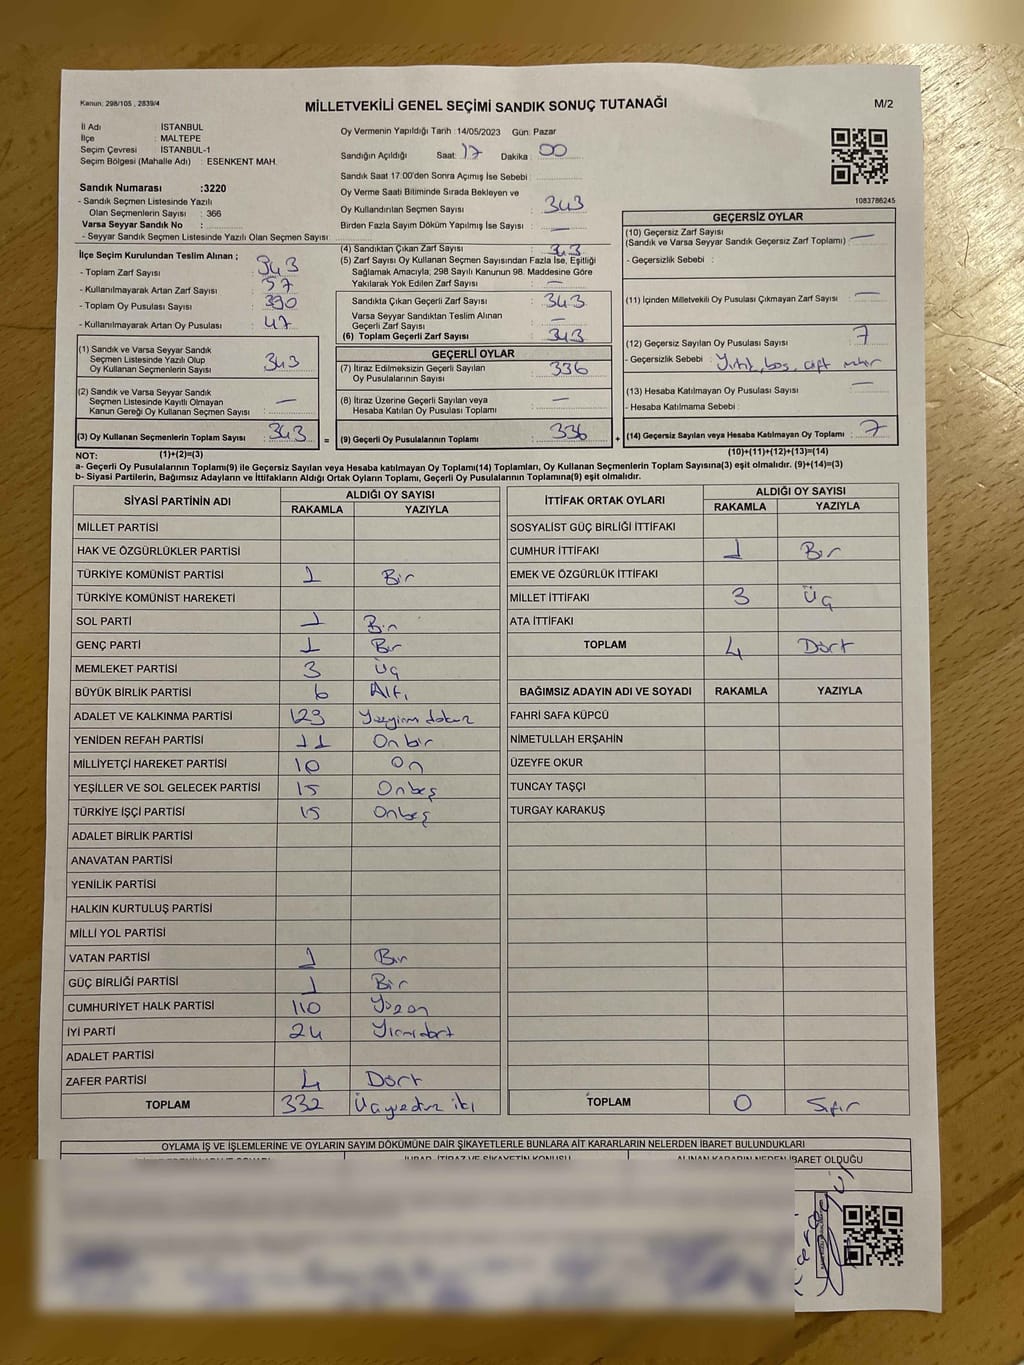 Kanun: 298/105 , 2839/4
MİLLETVEKİLİ GENEL SEÇİMİ SANDIK SONUÇ TUTANAĞI
M/2
İl Adı : İSTANBUL
İlçe : MALTEPE
Seçim Çevresi : İSTANBUL-1
Seçim Bölgesi (Mahalle Adı) : ESENKENT MAH.
Sandık Numarası :3220
- Sandık Seçmen Listesinde Yazılı
Olan Seçmenlerin Sayısı : 366
Varsa Seyyar Sandık No :
- Seyyar Sandık Seçmen Listesinde Yazılı Olan Seçmen Sayısı:
Oy Vermenin Yapıldığı Tarih :14/05/2023 Gün: Pazar
Sandığın Açıldığı Saat: 17 Dakika : 00
Sandık Saat 17:00'den Sonra Açımış İse Sebebi :
Oy Verme Saati Bitiminde Sırada Bekleyen ve
Oy Kullandırılan Seçmen Sayısı : 343
Birden Fazla Sayım Döküm Yapılmış İse Sayısı : —
1083786245
İlçe Seçim Kurulundan Teslim Alınan ;
- Toplam Zarf Sayısı : 343
- Kullanılmayarak Artan Zarf Sayısı : 57
- Toplam Oy Pusulası Sayısı : 390
- Kullanılmayarak Artan Oy Pusulası : 47
(4) Sandıktan Çıkan Zarf Sayısı : 343
(5) Zarf Sayısı Oy Kullanan Seçmen Sayısından Fazla İse, Eşitliği
Sağlamak Amacıyla, 298 Sayılı Kanunun 98. Maddesine Göre
Yakılarak Yok Edilen Zarf Sayısı : —
Sandıkta Çıkan Geçerli Zarf Sayısı : 343
Varsa Seyyar Sandıktan Teslim Alınan
Geçerli Zarf Sayısı : —
(6) Toplam Geçerli Zarf Sayısı : 343
GEÇERSİZ OYLAR
(10) Geçersiz Zarf Sayısı
(Sandık ve Varsa Seyyar Sandık Geçersiz Zarf Toplamı) : —
- Geçersizlik Sebebi :
(11) İçinden Milletvekili Oy Pusulası Çıkmayan Zarf Sayısı : —
(12) Geçersiz Sayılan Oy Pusulası Sayısı : 7
- Geçersizlik Sebebi : Yırtık, boş, çift mühür
(13) Hesaba Katılmayan Oy Pusulası Sayısı : —
- Hesaba Katılmama Sebebi :
(14) Geçersiz Sayılan veya Hesaba Katılmayan Oy Toplamı : 7
(10)+(11)+(12)+(13)=(14)
(1) Sandık ve Varsa Seyyar Sandık
Seçmen Listesinde Yazılı Olup
Oy Kullanan Seçmenlerin Sayısı : 343
(2) Sandık ve Varsa Seyyar Sandık
Seçmen Listesinde Kayıtlı Olmayan
Kanun Gereği Oy Kullanan Seçmen Sayısı : —
(3) Oy Kullanan Seçmenlerin Toplam Sayısı : 343 =
GEÇERLİ OYLAR
(7) İtiraz Edilmeksizin Geçerli Sayılan
Oy Pusulalarının Sayısı : 336
(8) İtiraz Üzerine Geçerli Sayılan veya
Hesaba Katılan Oy Pusulası Toplamı : —
(9) Geçerli Oy Pusulalarının Toplamı : 336 +
NOT: (1)+(2)=(3)
a- Geçerli Oy Pusulalarının Toplamı(9) ile Geçersiz Sayılan veya Hesaba katılmayan Oy Toplamı(14) Toplamları, Oy Kullanan Seçmenlerin Toplam Sayısına(3) eşit olmalıdır. (9)+(14)=(3)
b- Siyasi Partilerin, Bağımsız Adayların ve İttifakların Aldığı Ortak Oyların Toplamı, Geçerli Oy Pusulalarının Toplamına(9) eşit olmalıdır.
SİYASİ PARTİNİN ADI ALDIĞI OY SAYISI
RAKAMLA YAZIYLA
MİLLET PARTİSİ
HAK VE ÖZGÜRLÜKLER PARTİSİ
TÜRKİYE KOMÜNİST PARTİSİ 1 Bir
TÜRKİYE KOMÜNİST HAREKETİ
SOL PARTİ 1 Bir
GENÇ PARTİ 1 Bir
MEMLEKET PARTİSİ 3 Üç
BÜYÜK BİRLİK PARTİSİ 6 Altı
ADALET VE KALKINMA PARTİSİ 129
YENİDEN REFAH PARTİSİ 11 On bir
MİLLİYETÇİ HAREKET PARTİSİ 10 On
YEŞİLLER VE SOL GELECEK PARTİSİ 15 Onbeş
TÜRKİYE İŞÇİ PARTİSİ 15 Onbeş
ADALET BİRLİK PARTİSİ
ANAVATAN PARTİSİ
YENİLİK PARTİSİ
HALKIN KURTULUŞ PARTİSİ
MİLLİ YOL PARTİSİ
VATAN PARTİSİ 1 Bir
GÜÇ BİRLİĞİ PARTİSİ 1 Bir
CUMHURİYET HALK PARTİSİ 110 Yüzon
İYİ PARTİ 24 Yirmidört
ADALET PARTİSİ
ZAFER PARTİSİ 4 Dört
TOPLAM 332 Üçyüzotuz iki
İTTİFAK ORTAK OYLARI ALDIĞI OY SAYISI
RAKAMLA YAZIYLA
SOSYALİST GÜÇ BİRLİĞİ İTTİFAKI
CUMHUR İTTİFAKI 1 Bir
EMEK VE ÖZGÜRLÜK İTTİFAKI
MİLLET İTTİFAKI 3 Üç
ATA İTTİFAKI
TOPLAM 4 Dört
BAĞIMSIZ ADAYIN ADI VE SOYADI RAKAMLA YAZIYLA
FAHRİ SAFA KÜPCÜ
NİMETULLAH ERŞAHİN
ÜZEYFE OKUR
TUNCAY TAŞÇI
TURGAY KARAKUŞ
TOPLAM 0 Sıfır
OYLAMA İŞ VE İŞLEMLERİNE VE OYLARIN SAYIM DÖKÜMÜNE DAİR ŞİKAYETLERLE BUNLARA AİT KARARLARIN NELERDEN İBARET BULUNDUKLARI
ALINAN KARARIN NEDEN İBARET OLDUĞU